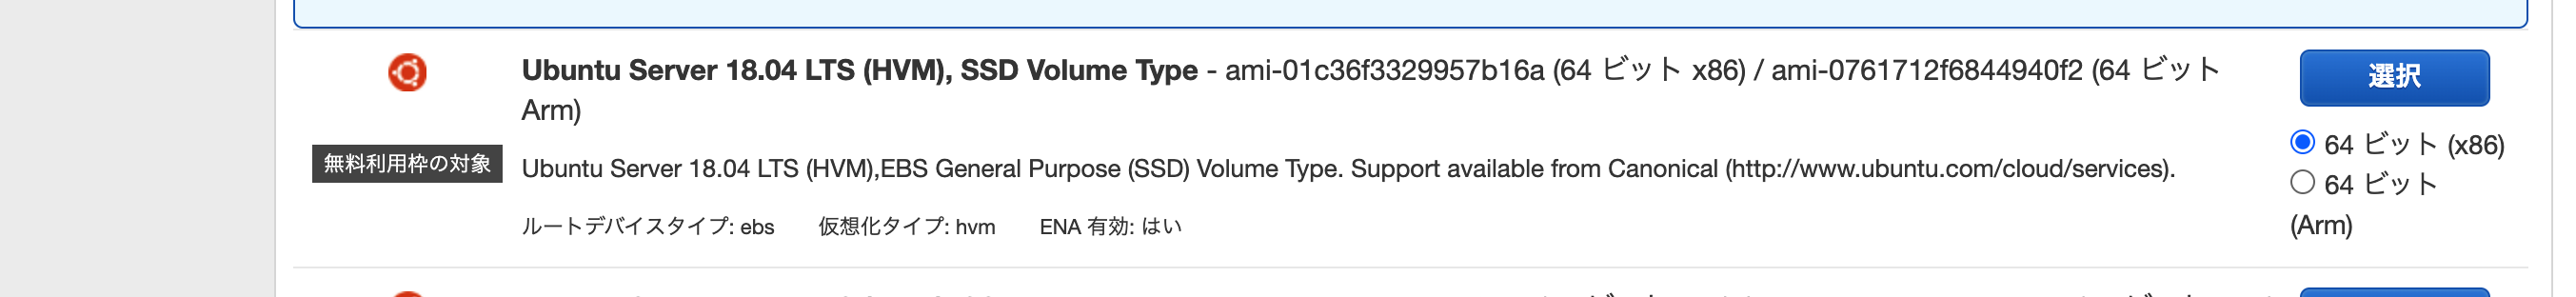 Ubuntu Server 18.04 LTS (HVM), SSD Volume Type - ami-01c36f3329957b16a (64 ビット x86) / ami-0761712f6844940f2 (64 ビット
Arm)
選択
無料利用枠の対象
Ubuntu Server 18.04 LTS (HVM),EBS General Purpose (SSD) Volume Type. Support available from Canonical (http://www.ubuntu.com/cloud/services).
64 ビット (x86)
64 ビット
(Arm)
ルートデバイスタイプ: ebs 仮想化タイプ: hvm ENA 有効: はい